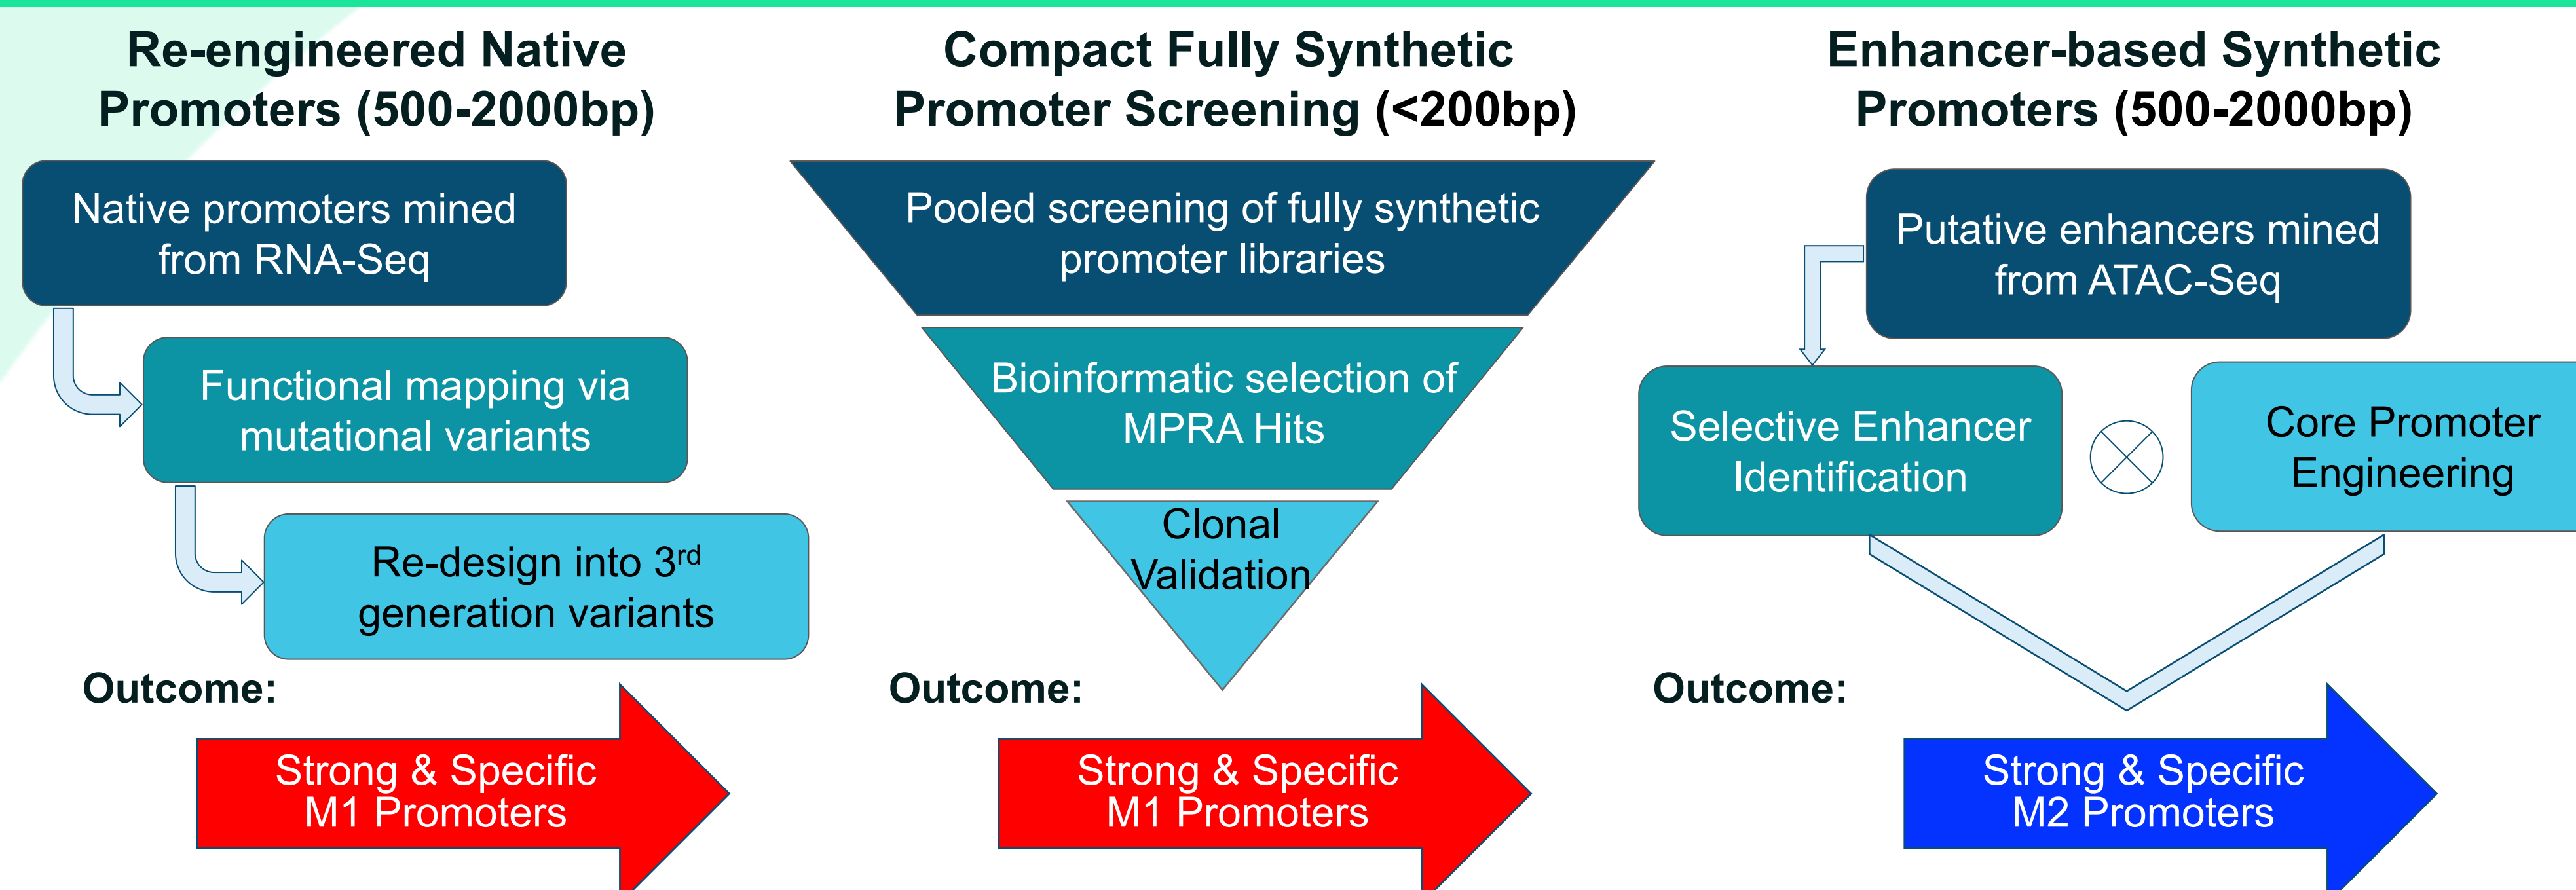 Re-engineered Native
Promoters (500-2000bp)
Native promoters mined
from RNA-Seq
Functional mapping via
mutational variants
Re-design into 3rd
generation variants
Outcome:
Strong & Specific
M1 Promoters
Compact Fully Synthetic
Promoter Screening (<200bp)
Pooled screening of fully synthetic
promoter libraries
Bioinformatic selection of
MPRA Hits
Clonal
Validation
Outcome:
Strong & Specific
M1 Promoters
Enhancer-based Synthetic
Promoters (500-2000bp)
Putative enhancers mined
from ATAC-Seq
Selective Enhancer
Identification
Core Promoter
Engineering
Outcome:
Strong & Specific
M2 Promoters